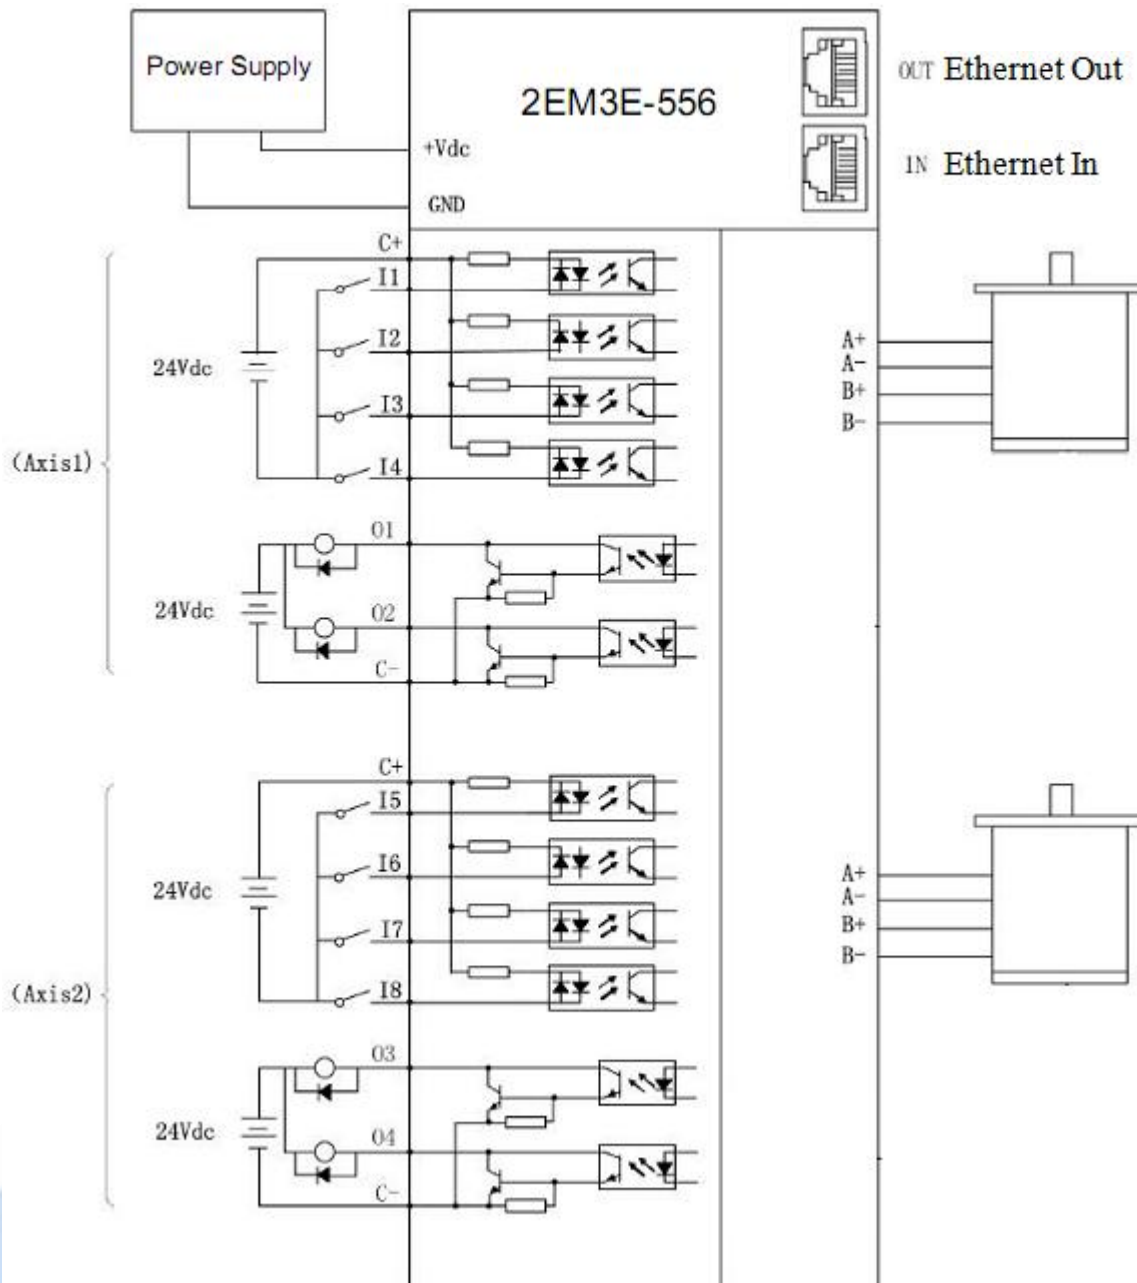 Power Supply
2EM3E-556
OUT Ethernet Out
IN Ethernet In
+Vdc
GND
C+
I1
I2
24Vdc
I3
(Axis1)
I4
O1
24Vdc
O2
C-
A+
A-
B+
B-
C+
I5
I6
24Vdc
I7
(Axis2)
I8
O3
24Vdc
O4
C-
A+
A-
B+
B-